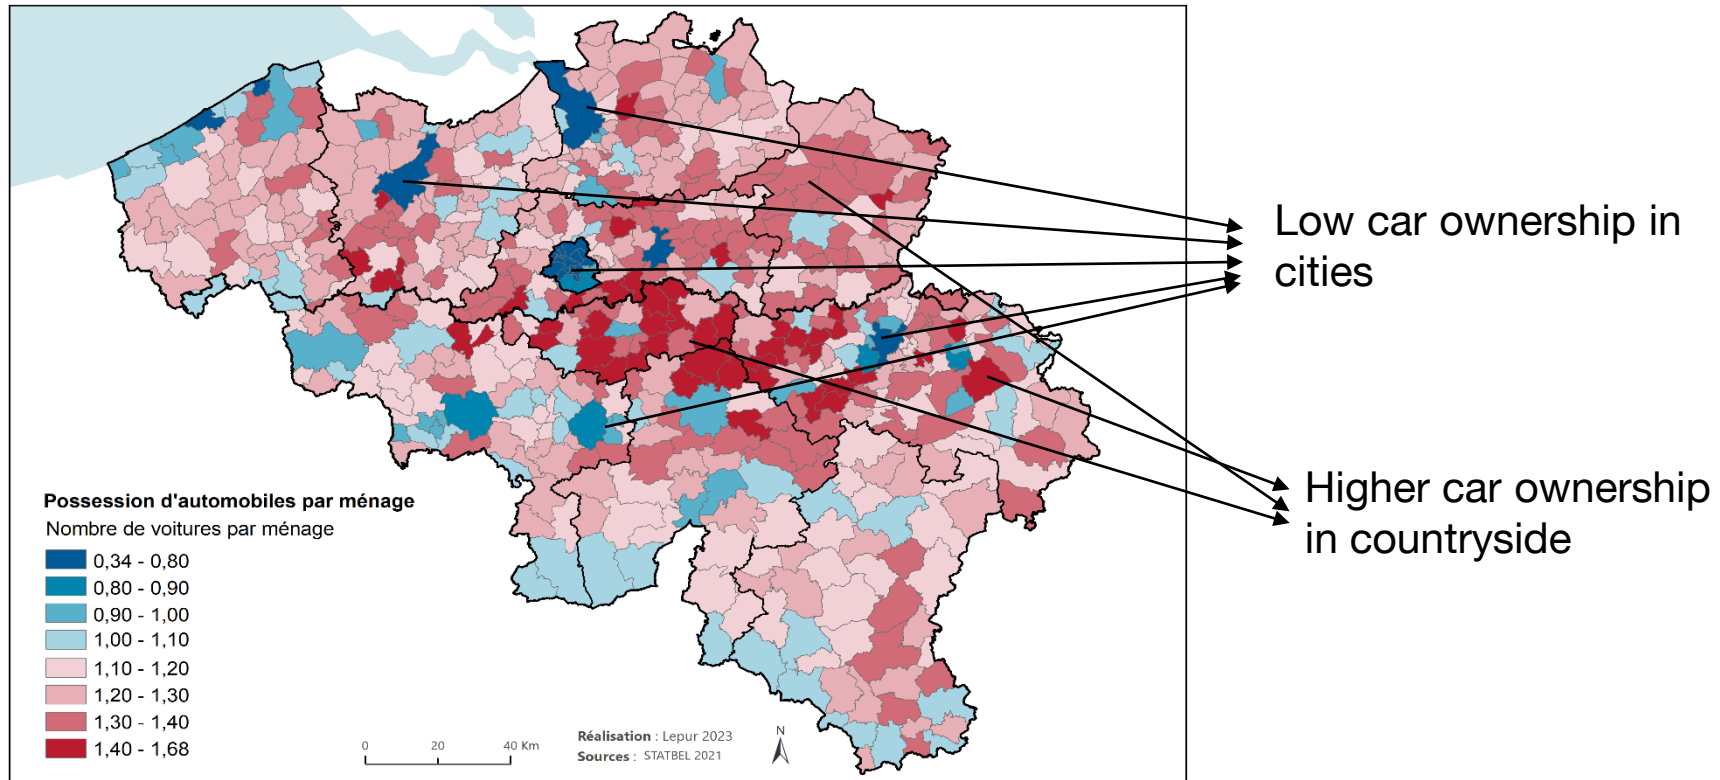 Low car ownership in
cities
Higher car ownership
in countryside
Possession d'automobiles par ménage
Nombre de voitures par ménage
0,34 - 0,80
0,80 - 0,90
0,90 - 1,00
1,00 - 1,10
1,10 - 1,20
1,20 - 1,30
1,30 - 1,40
1,40 - 1,68
0 20 40 Km
Réalisation : Lepur 2023
Sources : STATBEL 2021
N